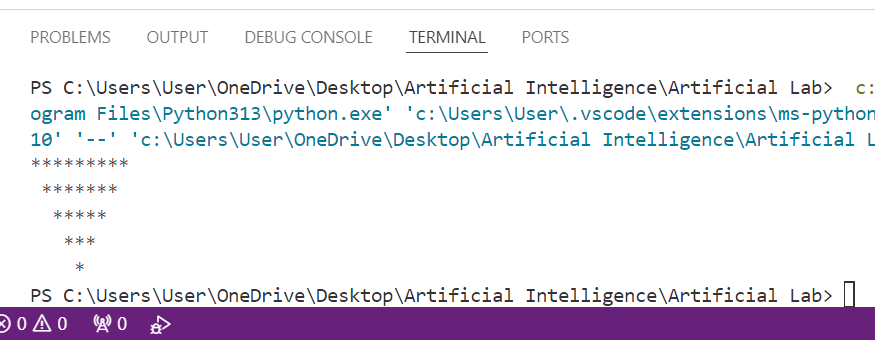 PROBLEMS OUTPUT DEBUG CONSOLE TERMINAL PORTS
PS C:\Users\User\OneDrive\Desktop\Artificial Intelligence\Artificial Lab>  c:
ogram Files\Python313\python.exe' 'c:\Users\User\.vscode\extensions\ms-python
10' '--' 'c:\Users\User\OneDrive\Desktop\Artificial Intelligence\Artificial L
*********
 *******
  *****
   ***
    *
PS C:\Users\User\OneDrive\Desktop\Artificial Intelligence\Artificial Lab>
0 0 0